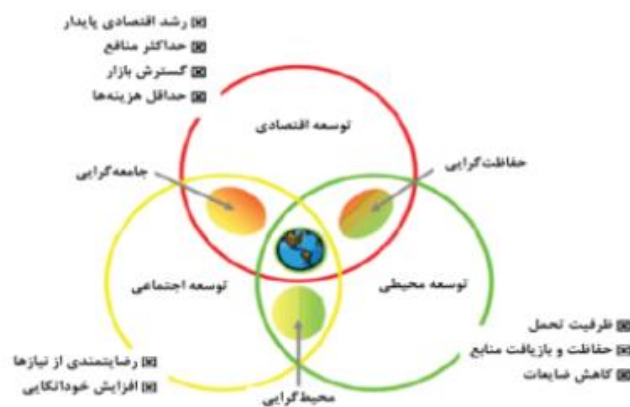 رشد اقتصادی پایدار
حداکثر منافع
گسترش بازار
حداقل هزینه‌ها
توسعه اقتصادی
حفاظت‌گرایی
جامعه‌گرایی
توسعه محیطی
توسعه اجتماعی
ظرفیت تحمل
حفاظت و بازیافت منابع
کاهش ضایعات
رضایتمندی از نیازها
افزایش خوداتکایی
محیط‌گرایی